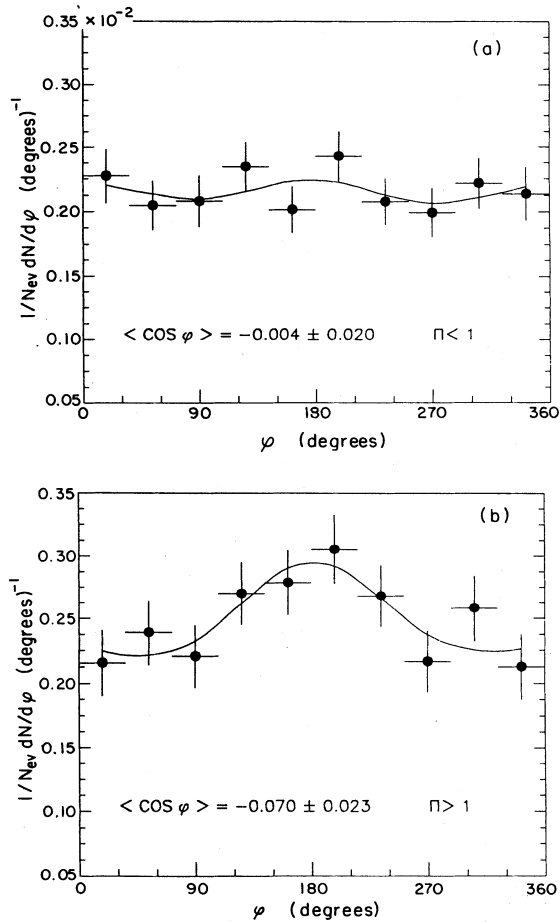 0.35 × 10⁻²
(a)
0.30
0.25
0.20
0.15
0.10
0.05
1/Nₑᵥ dN/dφ (degrees)⁻¹
< COS φ > = −0.004 ± 0.020 Π< 1
0 90 180 270 360
φ (degrees)
0.35
(b)
0.30
0.25
0.20
0.15
0.10
0.05
1/Nₑᵥ dN/dφ (degrees)⁻¹
< COS φ > = −0.070 ± 0.023 Π> 1
0 90 180 270 360
φ (degrees)